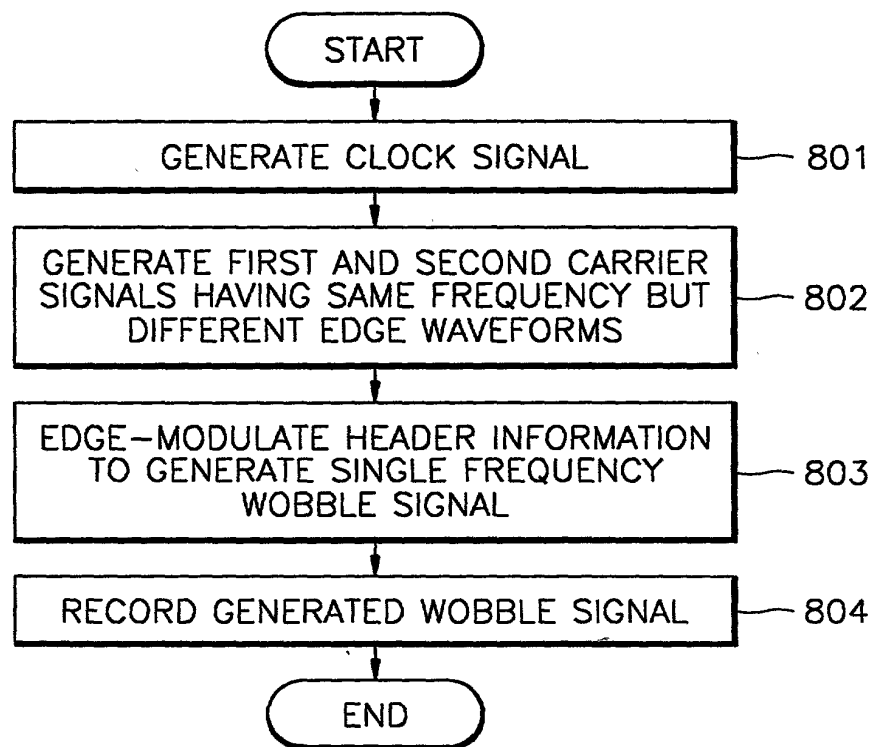 START
GENERATE CLOCK SIGNAL
801
GENERATE FIRST AND SECOND CARRIER
SIGNALS HAVING SAME FREQUENCY BUT
DIFFERENT EDGE WAVEFORMS
802
EDGE-MODULATE HEADER INFORMATION
TO GENERATE SINGLE FREQUENCY
WOBBLE SIGNAL
803
RECORD GENERATED WOBBLE SIGNAL
804
END